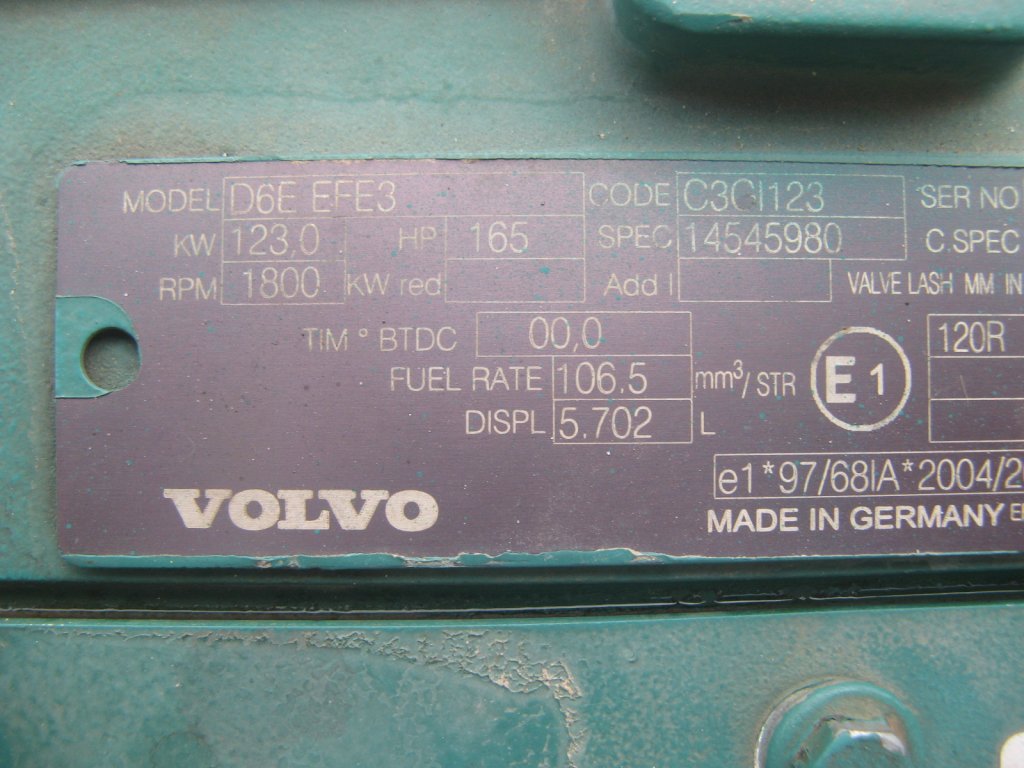 MODEL D6E EFE3 CODE C3CI123 SER NO
KW 123,0 HP 165 SPEC 14545980 C.SPEC
RPM 1800 KW red Add I VALVE LASH MM IN
TIM ° BTDC 00,0 120R
FUEL RATE 106.5 mm³/STR E1
DISPL 5.702 L
e1*97/68IA*2004/2
VOLVO MADE IN GERMANY